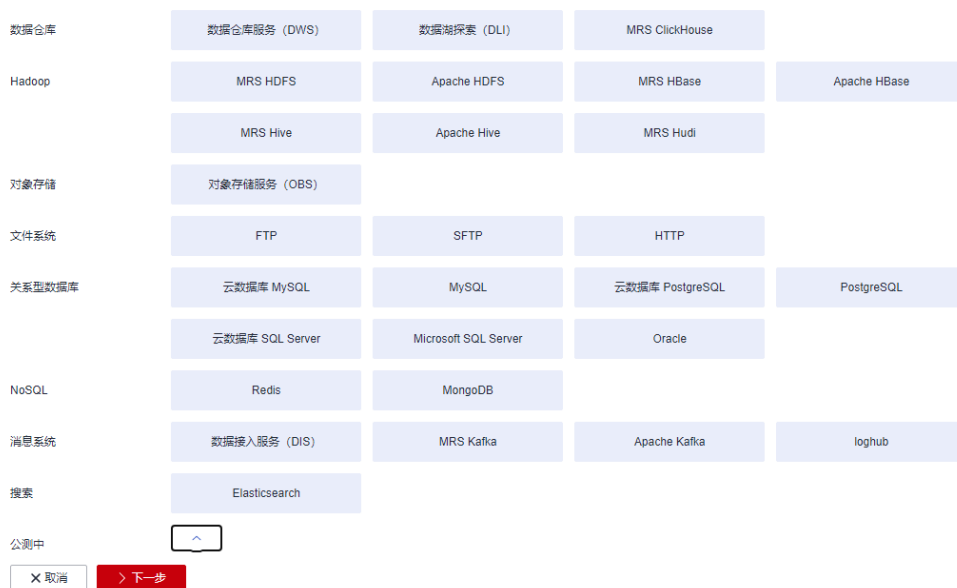 数据仓库 数据仓库服务（DWS） 数据湖探索（DLI） MRS ClickHouse
Hadoop MRS HDFS Apache HDFS MRS HBase Apache HBase
MRS Hive Apache Hive MRS Hudi
对象存储 对象存储服务（OBS）
文件系统 FTP SFTP HTTP
关系型数据库 云数据库 MySQL MySQL 云数据库 PostgreSQL PostgreSQL
云数据库 SQL Server Microsoft SQL Server Oracle
NoSQL Redis MongoDB
消息系统 数据接入服务（DIS） MRS Kafka Apache Kafka loghub
搜索 Elasticsearch
公测中
取消 下一步